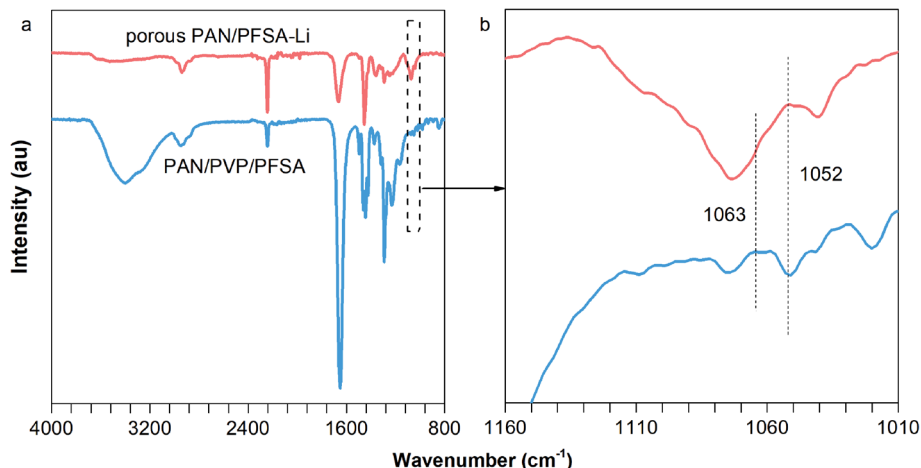 a
b
porous PAN/PFSA-Li
PAN/PVP/PFSA
1052
1063
Intensity (au)
4000 3200 2400 1600 800
1160 1110 1060 1010
Wavenumber (cm⁻¹)